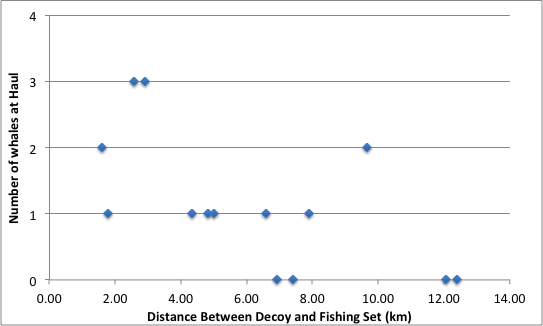 4
3
2
1
0
Number of whales at Haul
0.00 2.00 4.00 6.00 8.00 10.00 12.00 14.00
Distance Between Decoy and Fishing Set (km)